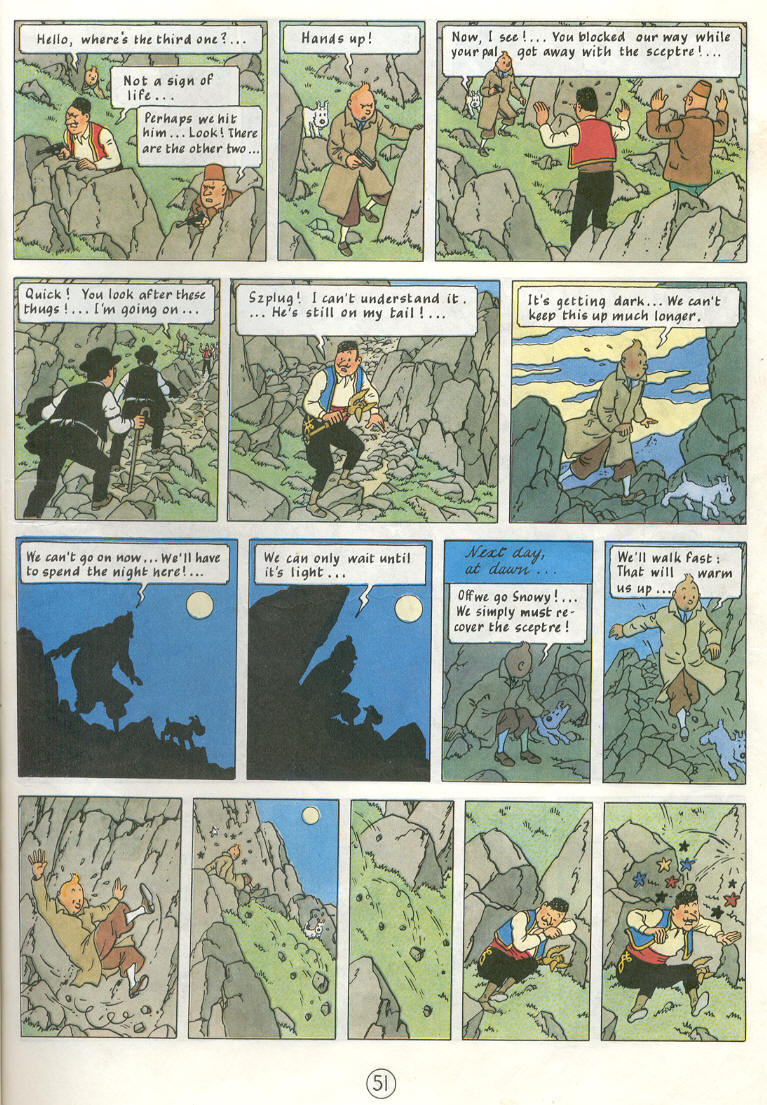 Hello, where's the third one?...
Not a sign of
life...
Perhaps we hit
him... Look! There
are the other two...
Hands up!
Now, I see!... You blocked our way while
your pal got away with the sceptre!...
Quick! You look after these
thugs!... I'm going on...
Szplug! I can't understand it.
... He's still on my tail!...
It's getting dark... We can't
keep this up much longer.
We can't go on now... We'll have
to spend the night here!...
We can only wait until
it's light...
Next day,
at dawn...
Off we go Snowy!...
We simply must re-
cover the sceptre!
We'll walk fast:
That will warm
us up...
51